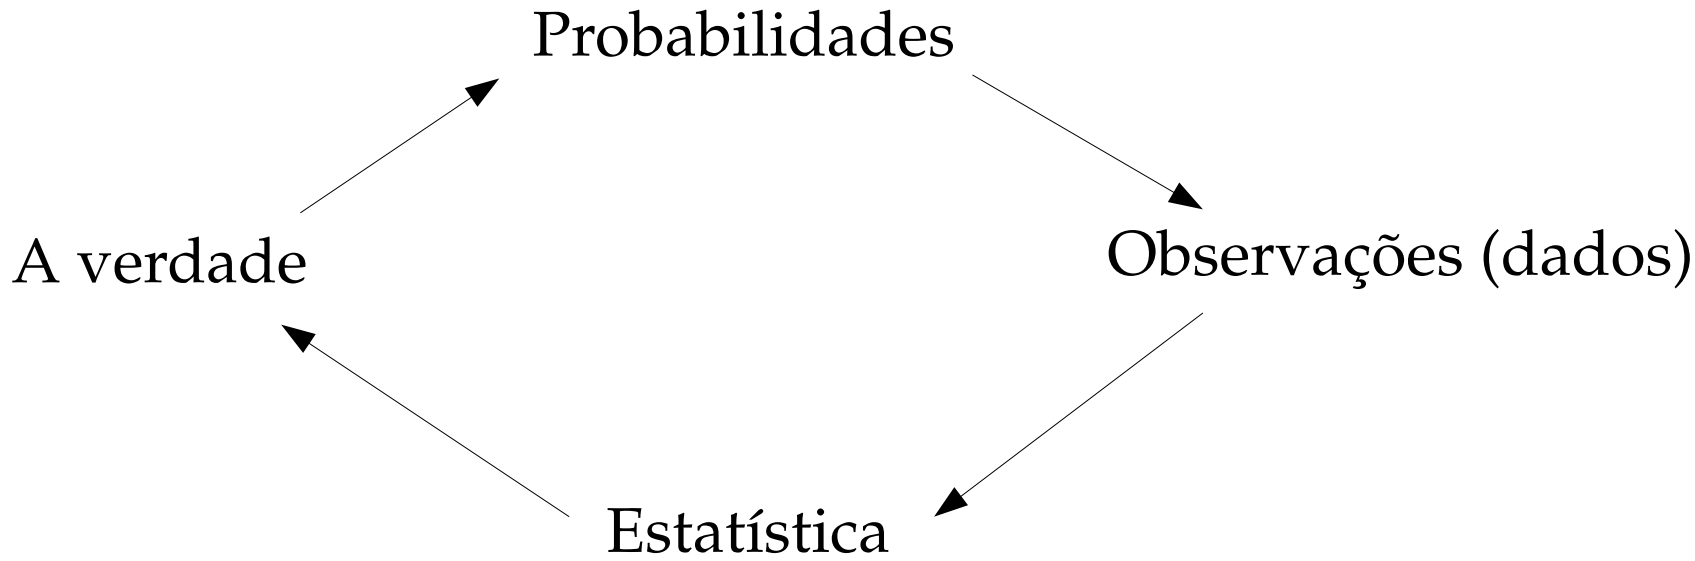 Probabilidades
A verdade
Observações (dados)
Estatística